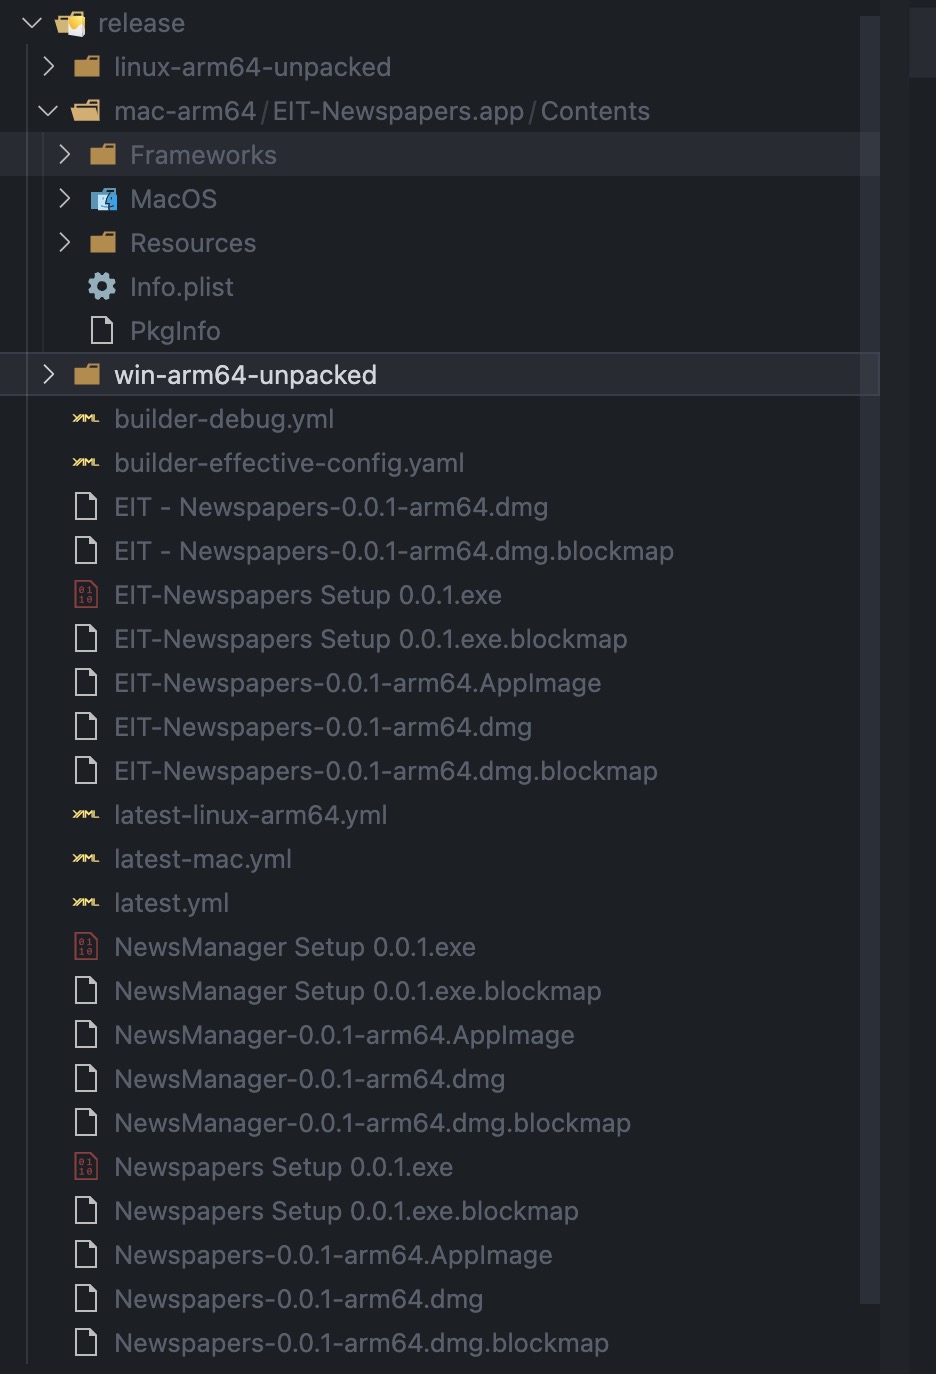 release
linux-arm64-unpacked
mac-arm64/EIT-Newspapers.app/Contents
Frameworks
MacOS
Resources
Info.plist
PkgInfo
win-arm64-unpacked
YAML builder-debug.yml
YAML builder-effective-config.yaml
EIT - Newspapers-0.0.1-arm64.dmg
EIT - Newspapers-0.0.1-arm64.dmg.blockmap
EIT-Newspapers Setup 0.0.1.exe
EIT-Newspapers Setup 0.0.1.exe.blockmap
EIT-Newspapers-0.0.1-arm64.AppImage
EIT-Newspapers-0.0.1-arm64.dmg
EIT-Newspapers-0.0.1-arm64.dmg.blockmap
YAML latest-linux-arm64.yml
YAML latest-mac.yml
YAML latest.yml
NewsManager Setup 0.0.1.exe
NewsManager Setup 0.0.1.exe.blockmap
NewsManager-0.0.1-arm64.AppImage
NewsManager-0.0.1-arm64.dmg
NewsManager-0.0.1-arm64.dmg.blockmap
Newspapers Setup 0.0.1.exe
Newspapers Setup 0.0.1.exe.blockmap
Newspapers-0.0.1-arm64.AppImage
Newspapers-0.0.1-arm64.dmg
Newspapers-0.0.1-arm64.dmg.blockmap